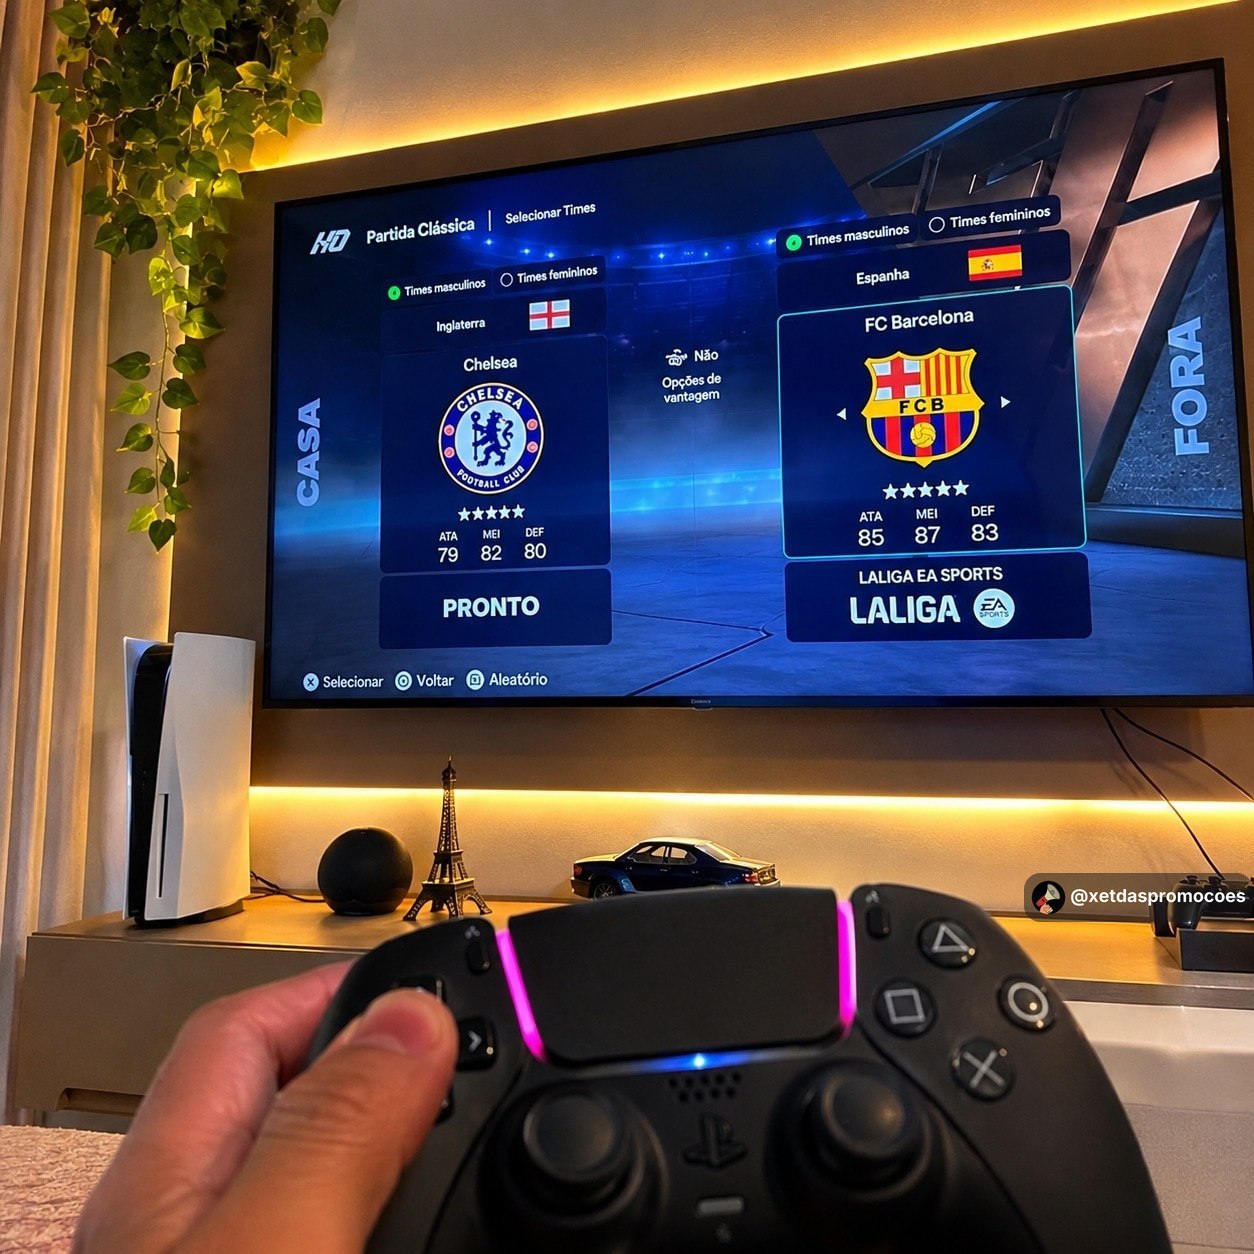 HD Partida Clássica | Selecionar Times
Times masculinos Times femininos
Inglaterra
Chelsea
CHELSEA
FOOTBALL CLUB
ATA MEI DEF
79 82 80
PRONTO
CASA
Não
Opções de
vantagem
Times masculinos Times femininos
Espanha
FC Barcelona
FCB
ATA MEI DEF
85 87 83
LALIGA EA SPORTS
LALIGA EA SPORTS
FORA
Selecionar Voltar Aleatório
@xetdaspromocoes